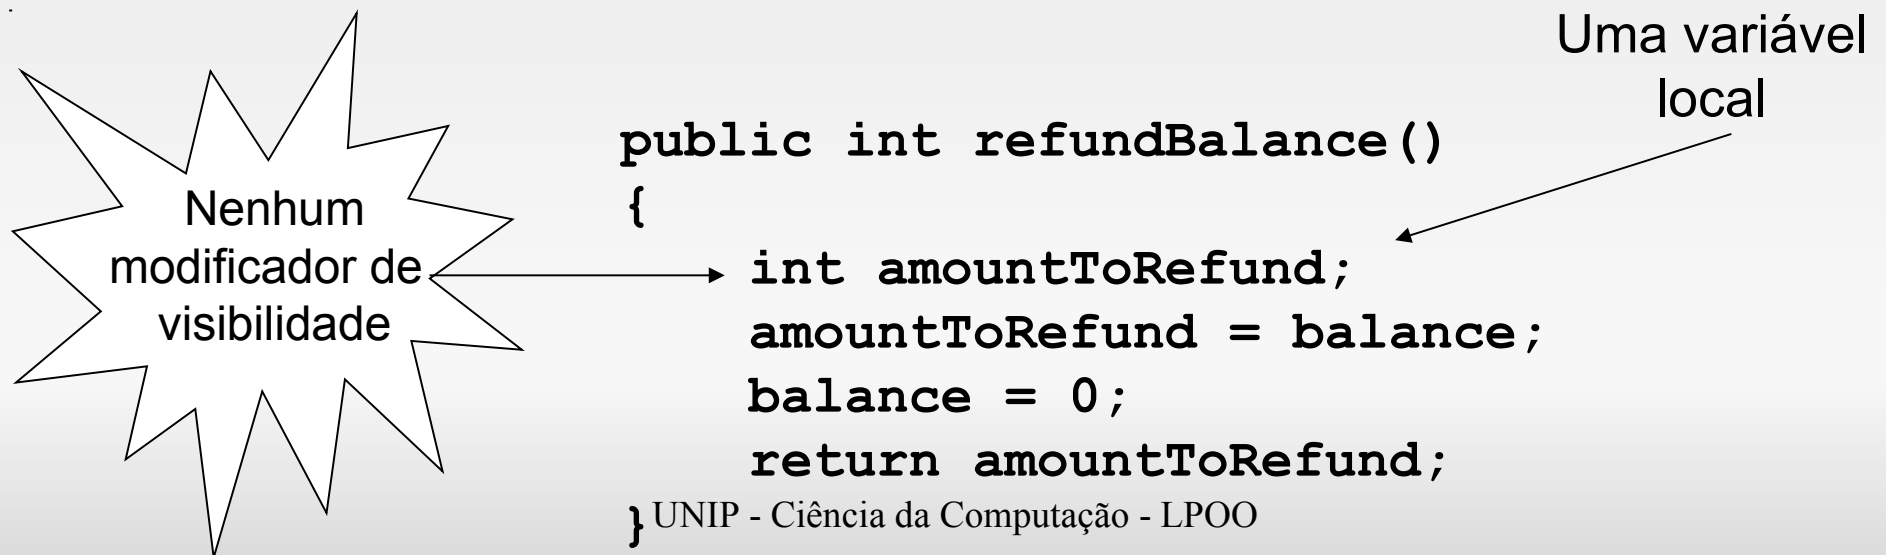 Uma variável
local
public int refundBalance()
{
Nenhum
modificador de
visibilidade
int amountToRefund;
amountToRefund = balance;
balance = 0;
return amountToRefund;
}
UNIP - Ciência da Computação - LPOO